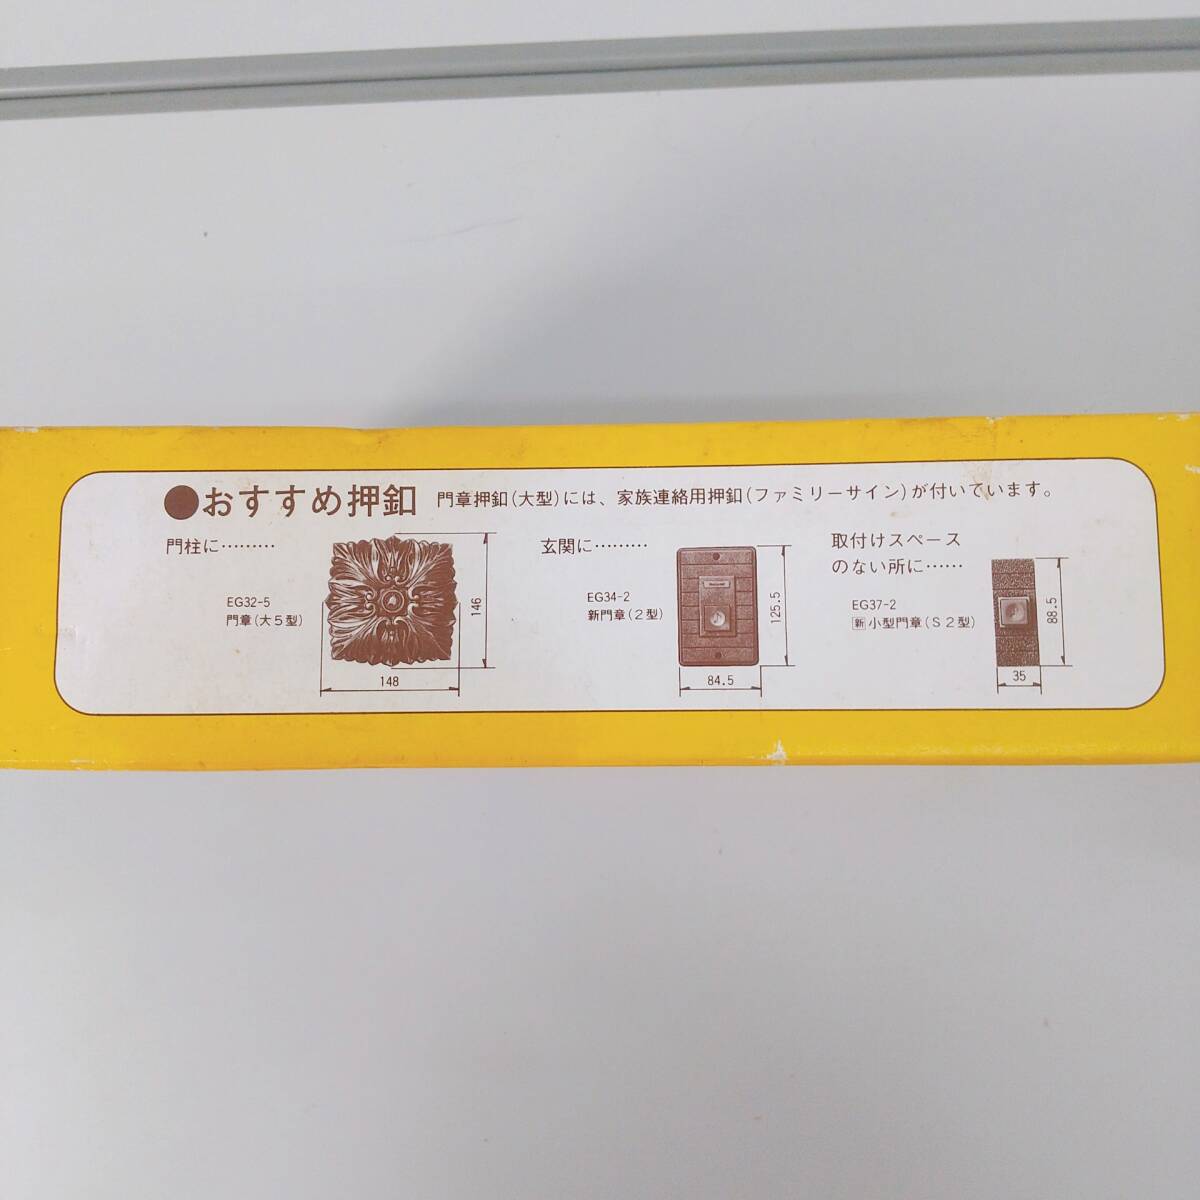 ●おすすめ押釦 門章押釦(大型)には、家族連絡用押釦(ファミリーサイン)が付いています。
門柱に………
EG32-5
門章(大5型)
146
148
玄関に………
EG34-2
新門章(2型)
125.5
84.5
取付けスペース
のない所に……
EG37-2
新小型門章(S2型)
88.5
35